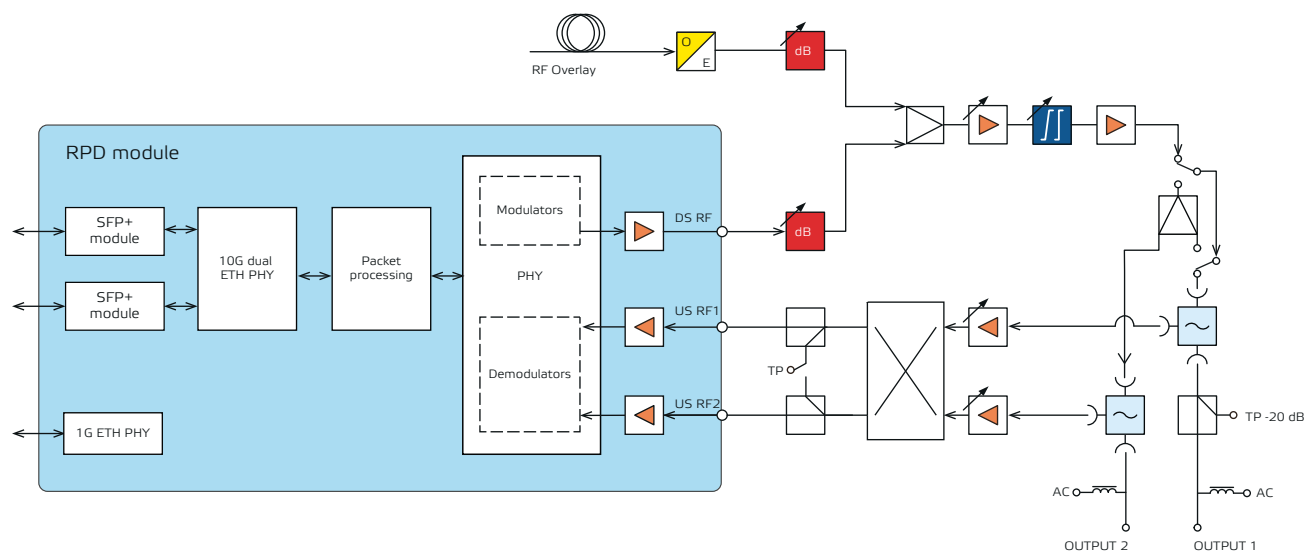 RF Overlay
O
E
dB
RPD module
SFP+
module
10G dual
ETH PHY
Packet
processing
Modulators
PHY
Demodulators
SFP+
module
1G ETH PHY
DS RF
dB
US RF1
TP
US RF2
TP -20 dB
AC
AC
OUTPUT 2
OUTPUT 1